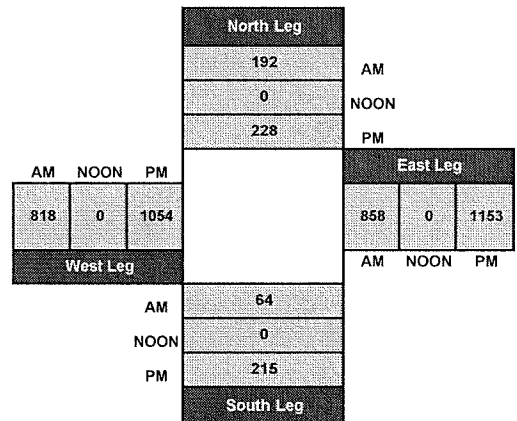 North Leg
192 AM
0 NOON
228 PM
AM NOON PM
East Leg
818 0 1054
858 0 1153
West Leg
AM NOON PM
AM 64
NOON 0
PM 215
South Leg